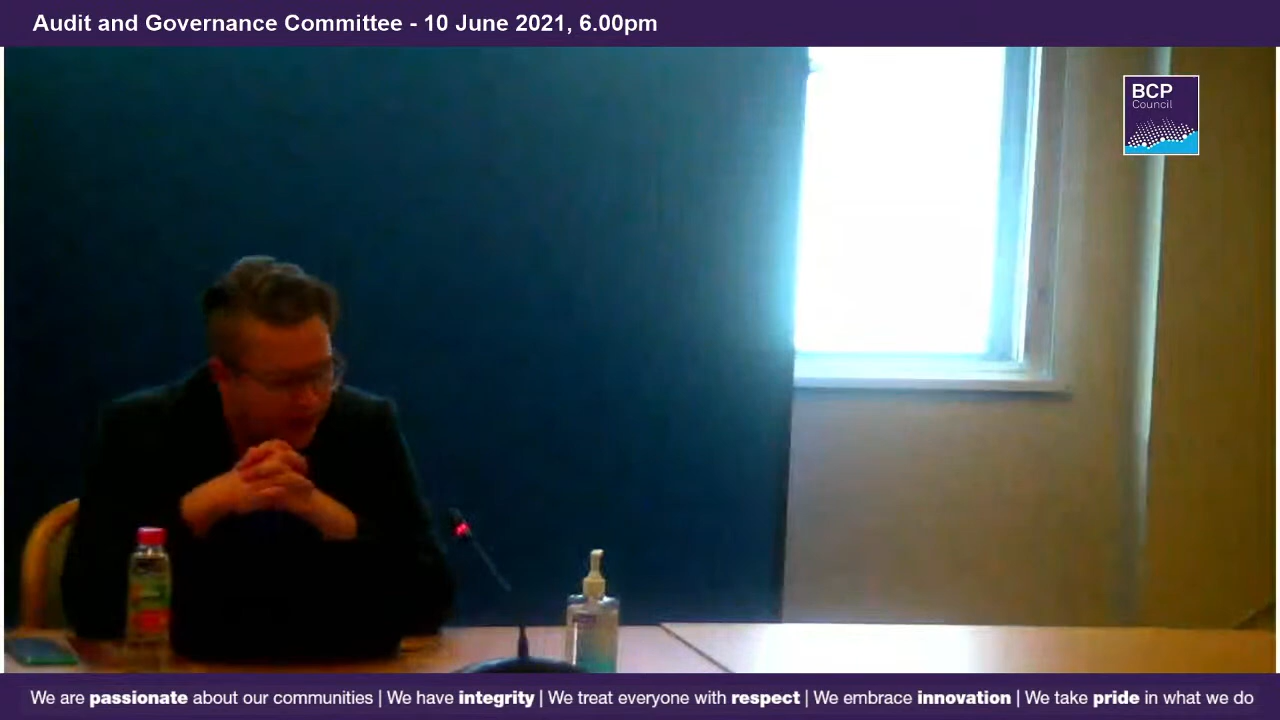 Audit and Governance Committee - 10 June 2021, 6.00pm
BCP
Council
We are passionate about our communities | We have integrity | We treat everyone with respect | We embrace innovation | We take pride in what we do